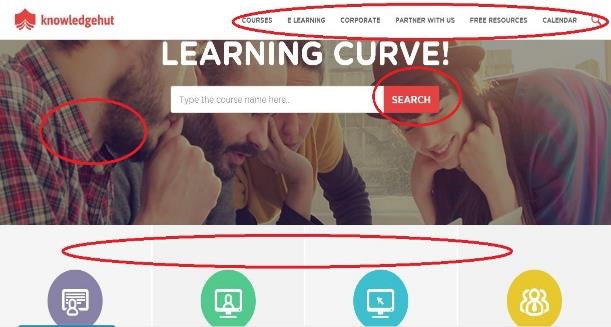 knowledgehut
COURSES E LEARNING CORPORATE PARTNER WITH US FREE RESOURCES CALENDAR
LEARNING CURVE!
Type the course name here..
SEARCH